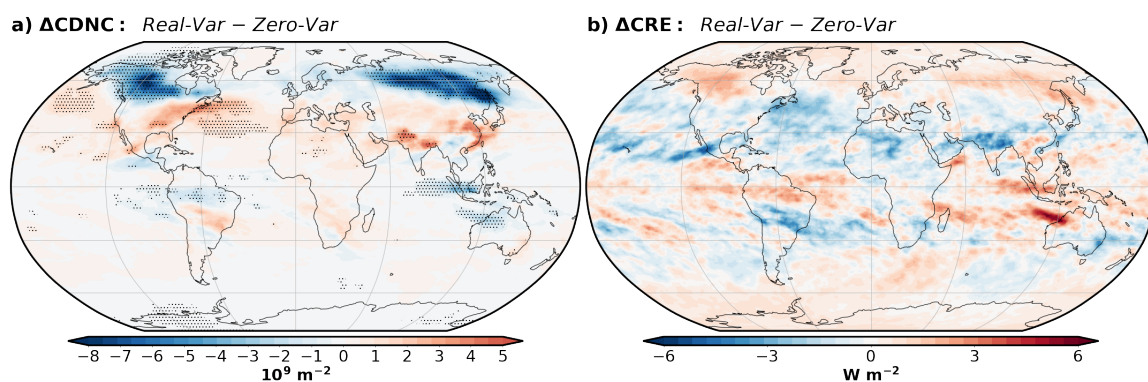 a) ΔCDNC : Real-Var − Zero-Var
b) ΔCRE : Real-Var − Zero-Var
−8 −7 −6 −5 −4 −3 −2 −1 0 1 2 3 4 5
10⁹ m⁻²
−6 −3 0 3 6
W m⁻²